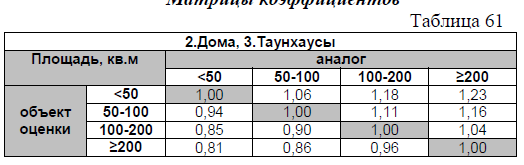 Матрицы коэффициентов
Таблица 61
2.Дома, 3.Таунхаусы
Площадь, кв.м аналог
<50 50-100 100-200 ≥200
объект оценки <50 1,00 1,06 1,18 1,23
50-100 0,94 1,00 1,11 1,16
100-200 0,85 0,90 1,00 1,04
≥200 0,81 0,86 0,96 1,00